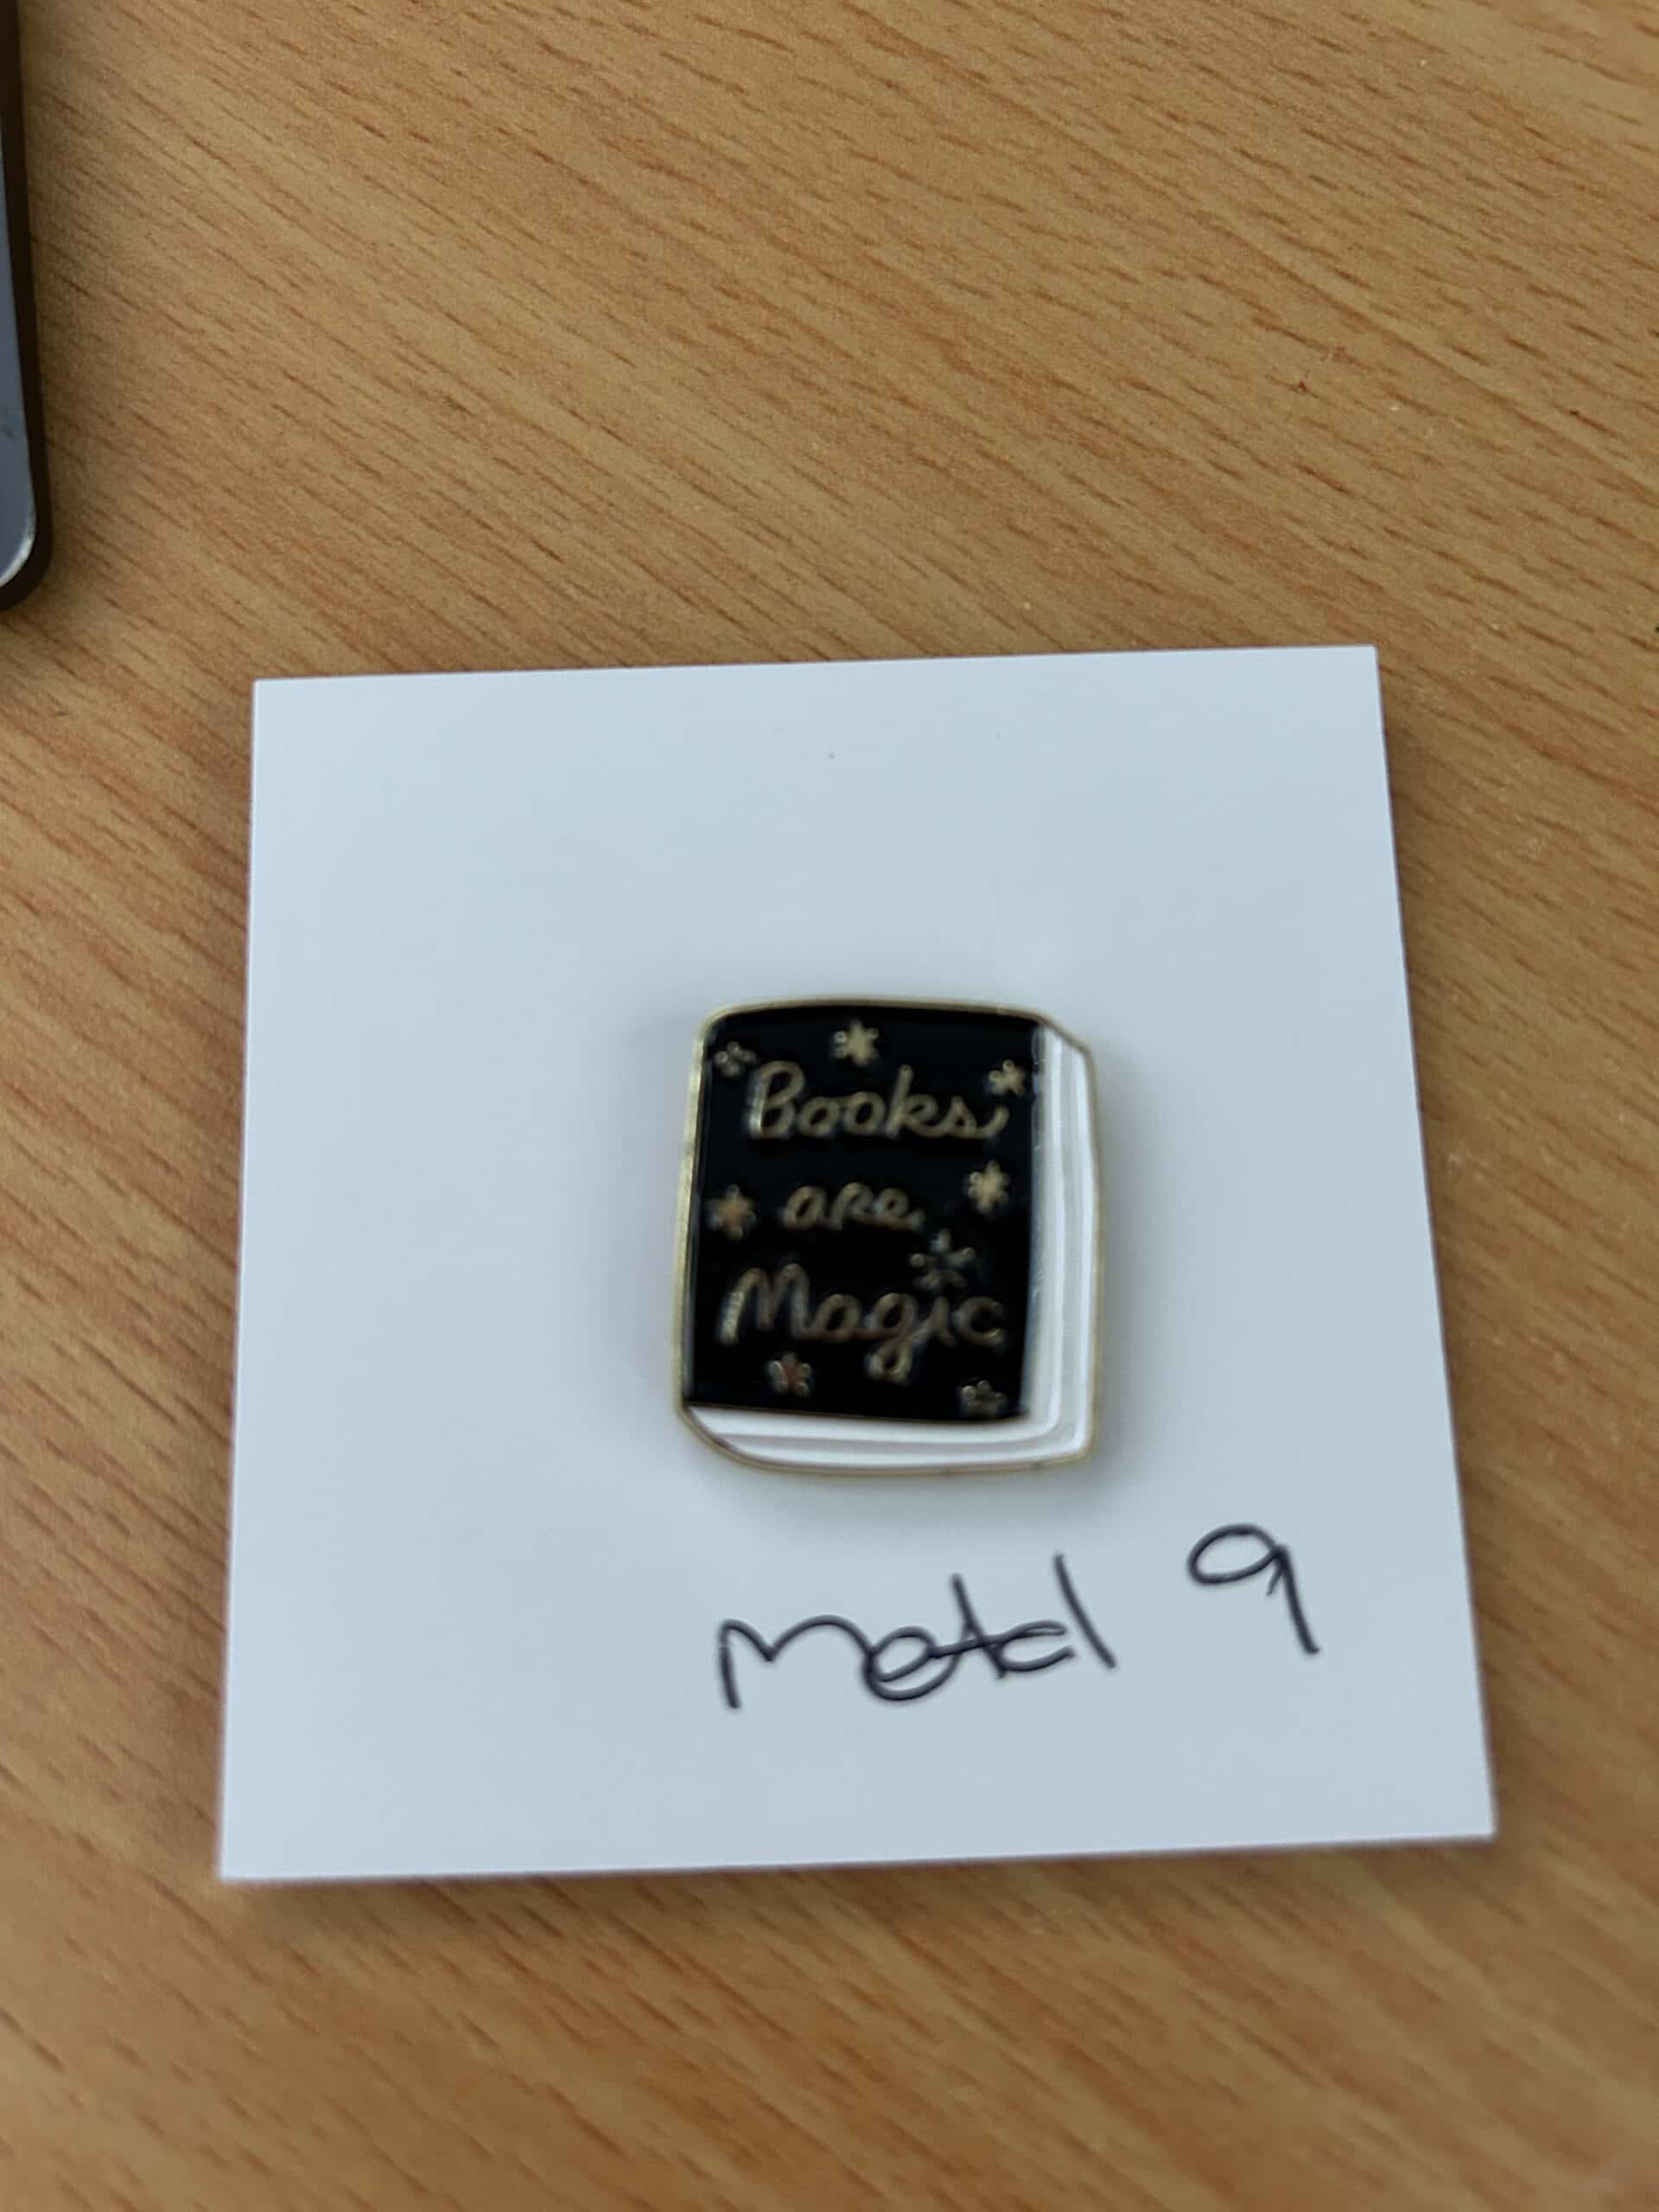 Books
are
Magic
Metal 9